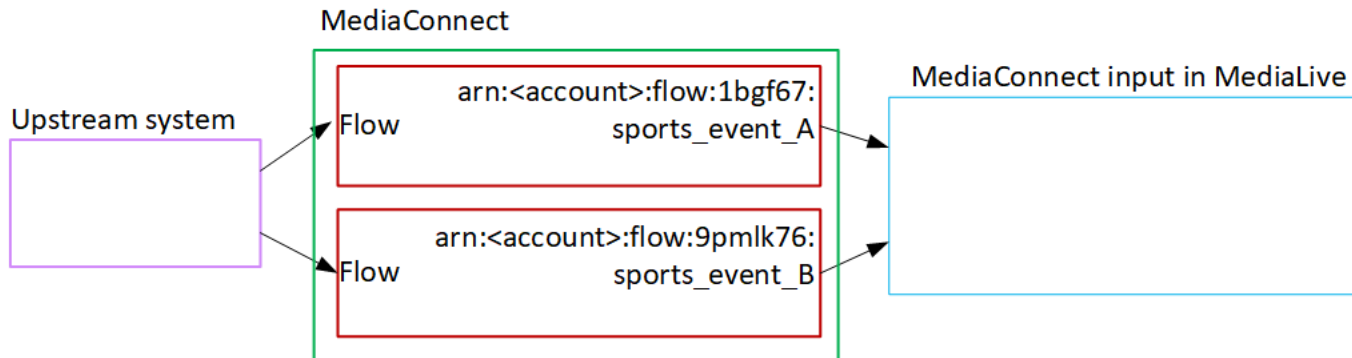 MediaConnect
MediaConnect input in MediaLive
Upstream system
arn:<account>:flow:1bgf67:
Flow
sports_event_A
arn:<account>:flow:9pmlk76:
Flow
sports_event_B